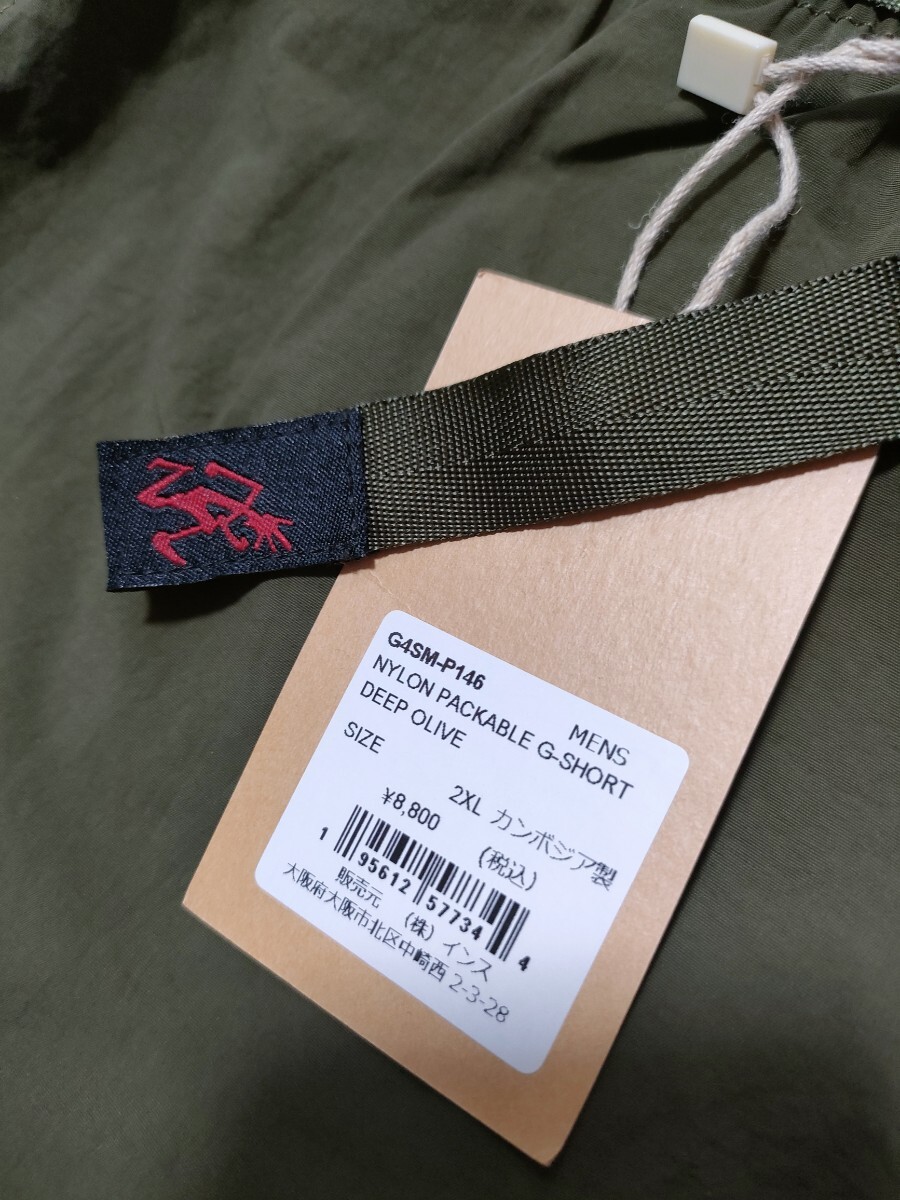 G4SM-P146
MENS
NYLON PACKABLE G-SHORT
DEEP OLIVE
SIZE
2XL カンボジア製
¥8,800
(税込)
1 95612 57734 4
販売元 (株) インス
大阪府大阪市北区中崎西2-3-28